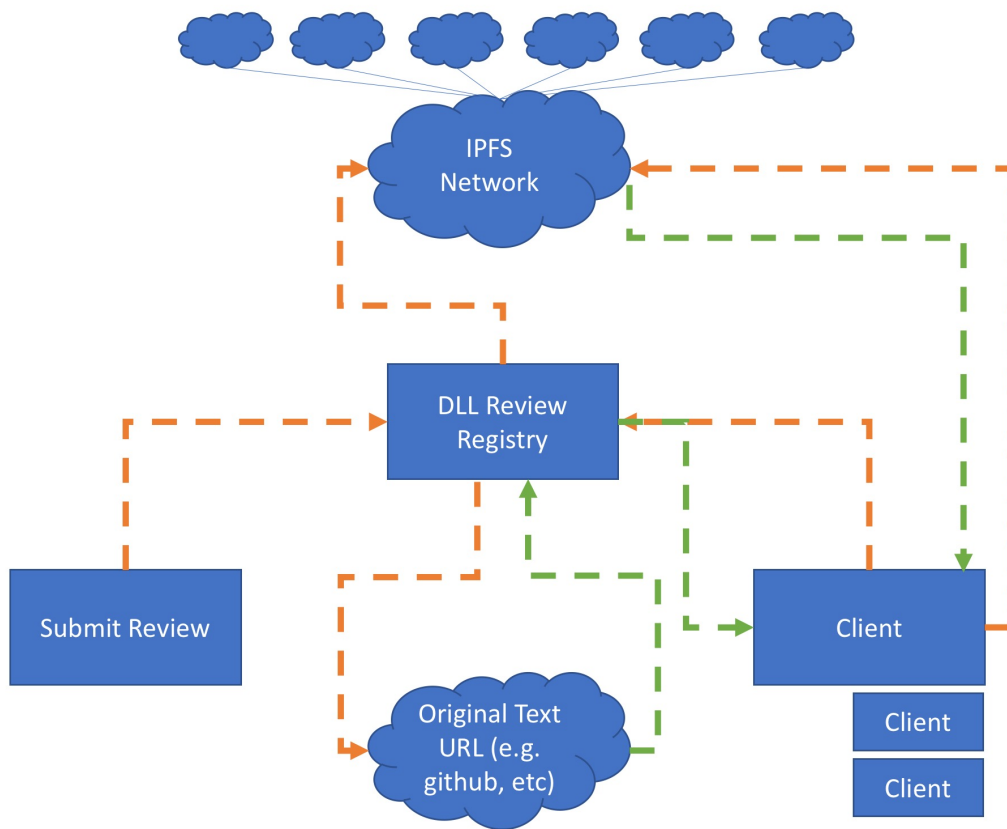 IPFS
Network
DLL Review
Registry
Submit Review
Client
Original Text
URL (e.g.
github, etc)
Client
Client